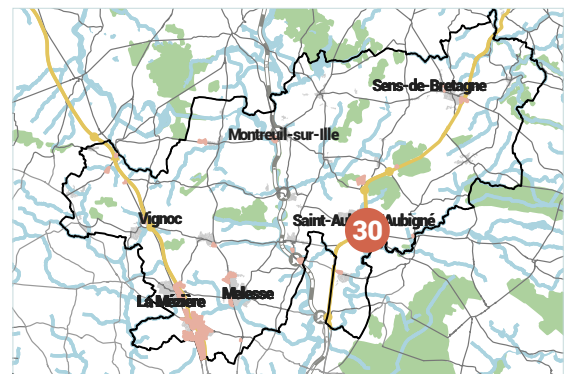 Sens-de-Bretagne
Montreuil-sur-Ille
Vignoc
Saint-Au Aubigné
30
Melesse
La Mézière